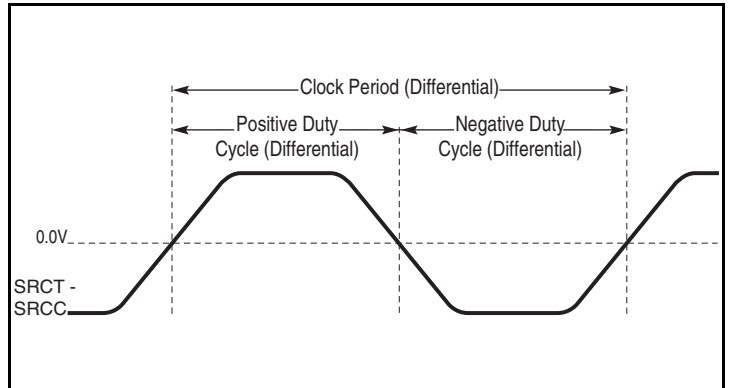 Clock Period (Differential)
Positive Duty
Cycle (Differential)
Negative Duty
Cycle (Differential)
0.0V
SRCT -
SRCC